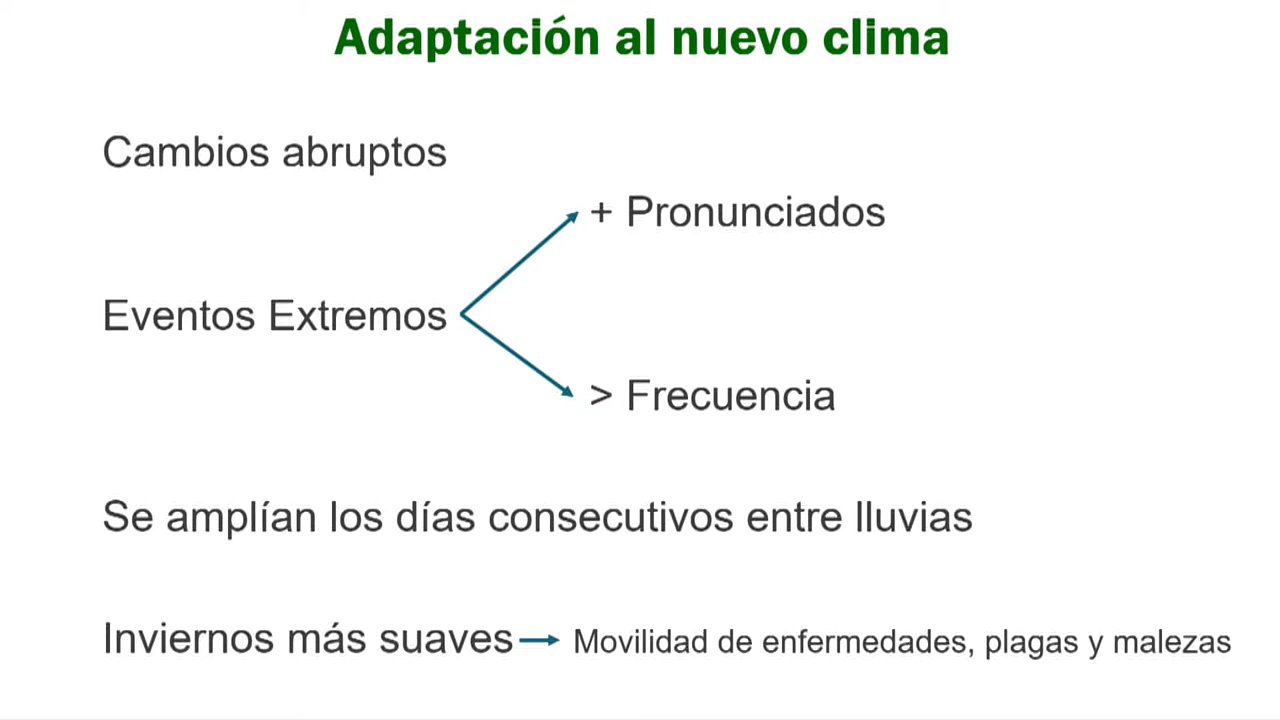 Adaptación al nuevo clima
Cambios abruptos
+ Pronunciados
Eventos Extremos
> Frecuencia
Se amplían los días consecutivos entre lluvias
Inviernos más suaves Movilidad de enfermedades, plagas y malezas